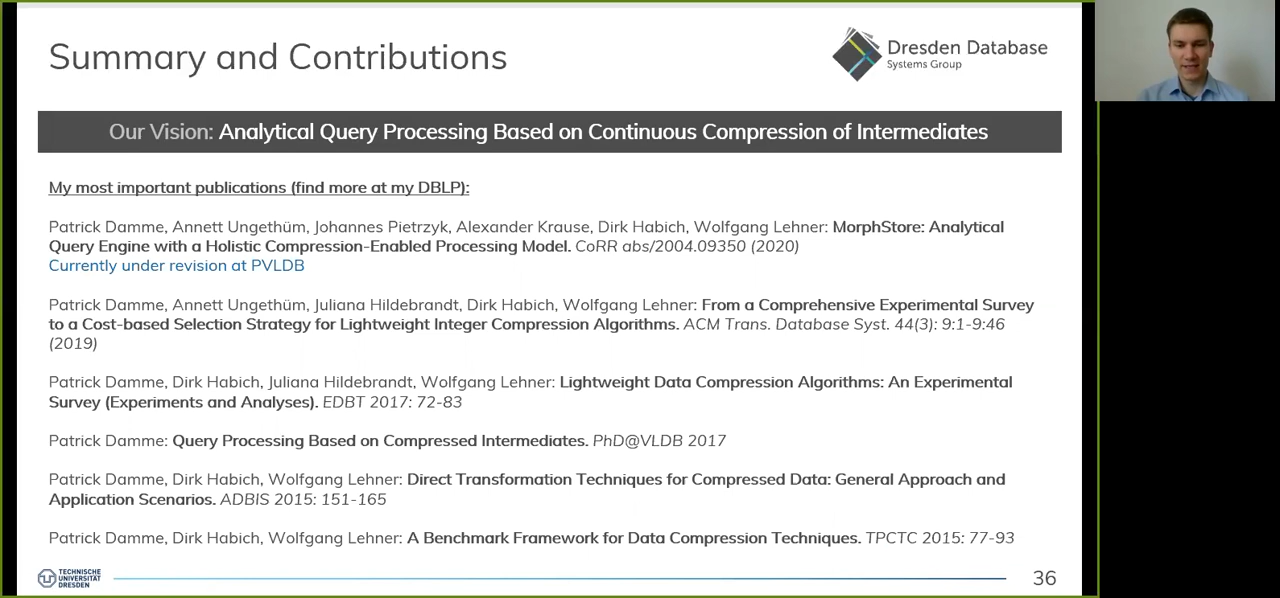 Summary and Contributions
Dresden Database
Systems Group
Our Vision: Analytical Query Processing Based on Continuous Compression of Intermediates
My most important publications (find more at my DBLP):
Patrick Damme, Annett Ungethüm, Johannes Pietrzyk, Alexander Krause, Dirk Habich, Wolfgang Lehner: MorphStore: Analytical
Query Engine with a Holistic Compression-Enabled Processing Model. CoRR abs/2004.09350 (2020)
Currently under revision at PVLDB
Patrick Damme, Annett Ungethüm, Juliana Hildebrandt, Dirk Habich, Wolfgang Lehner: From a Comprehensive Experimental Survey
to a Cost-based Selection Strategy for Lightweight Integer Compression Algorithms. ACM Trans. Database Syst. 44(3): 9:1-9:46
(2019)
Patrick Damme, Dirk Habich, Juliana Hildebrandt, Wolfgang Lehner: Lightweight Data Compression Algorithms: An Experimental
Survey (Experiments and Analyses). EDBT 2017: 72-83
Patrick Damme: Query Processing Based on Compressed Intermediates. PhD@VLDB 2017
Patrick Damme, Dirk Habich, Wolfgang Lehner: Direct Transformation Techniques for Compressed Data: General Approach and
Application Scenarios. ADBIS 2015: 151-165
Patrick Damme, Dirk Habich, Wolfgang Lehner: A Benchmark Framework for Data Compression Techniques. TPCTC 2015: 77-93
TECHNISCHE
UNIVERSITÄT
DRESDEN
36